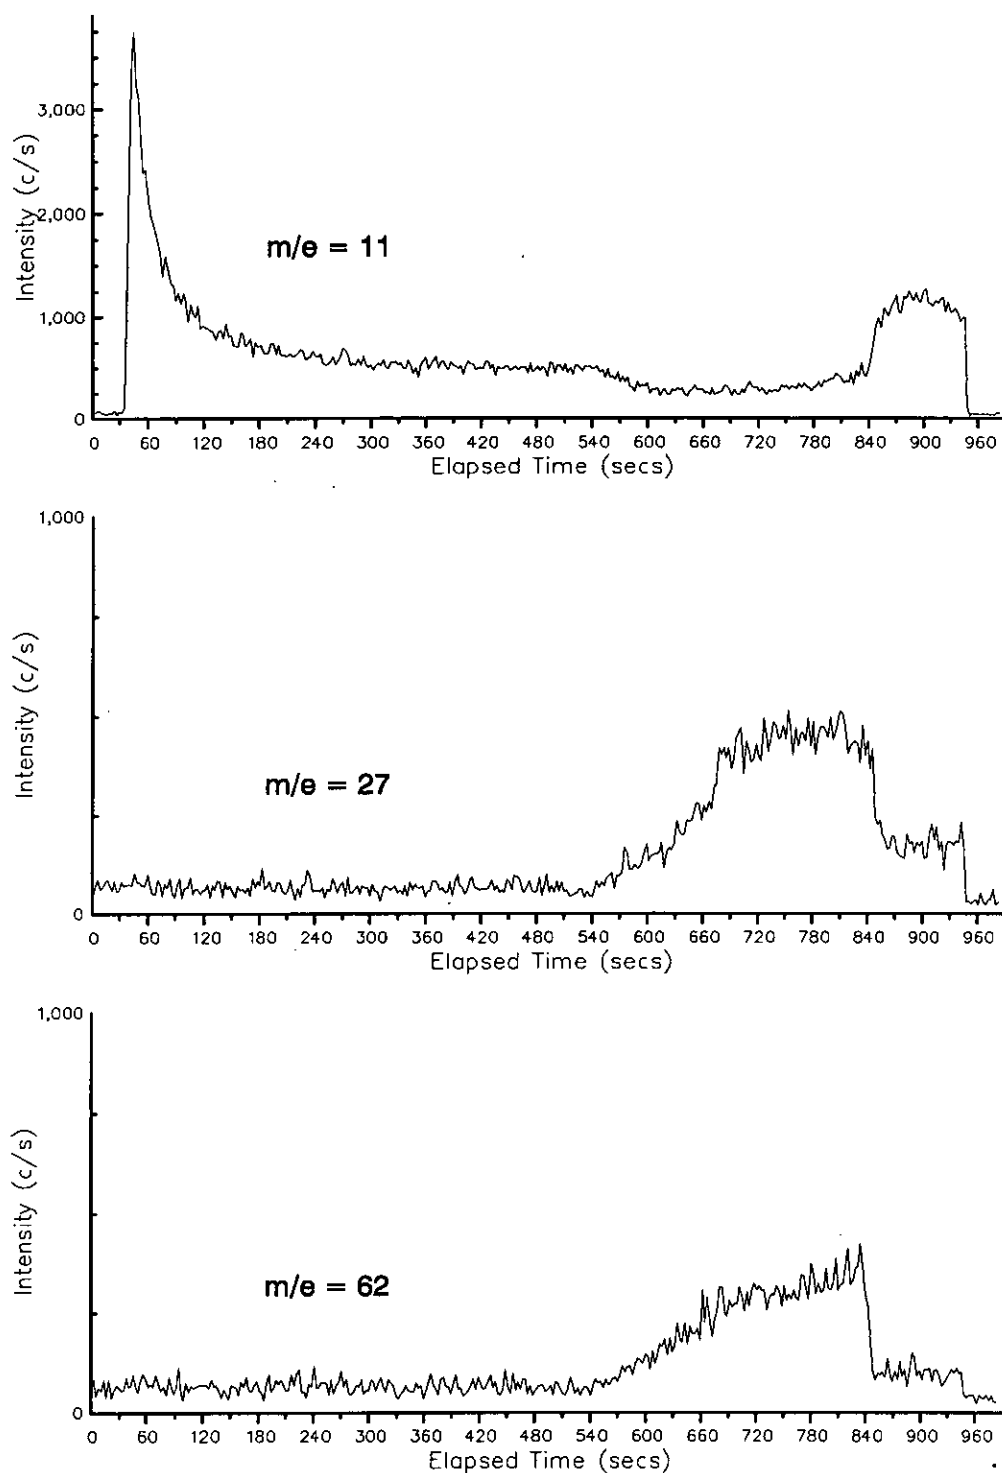 Intensity (c/s)
3,000
2,000
1,000
0
m/e = 11
0 60 120 180 240 300 360 420 480 540 600 660 720 780 840 900 960
Elapsed Time (secs)
Intensity (c/s)
1,000
0
m/e = 27
0 60 120 180 240 300 360 420 480 540 600 660 720 780 840 900 960
Elapsed Time (secs)
Intensity (c/s)
1,000
0
m/e = 62
0 60 120 180 240 300 360 420 480 540 600 660 720 780 840 900 960
Elapsed Time (secs)